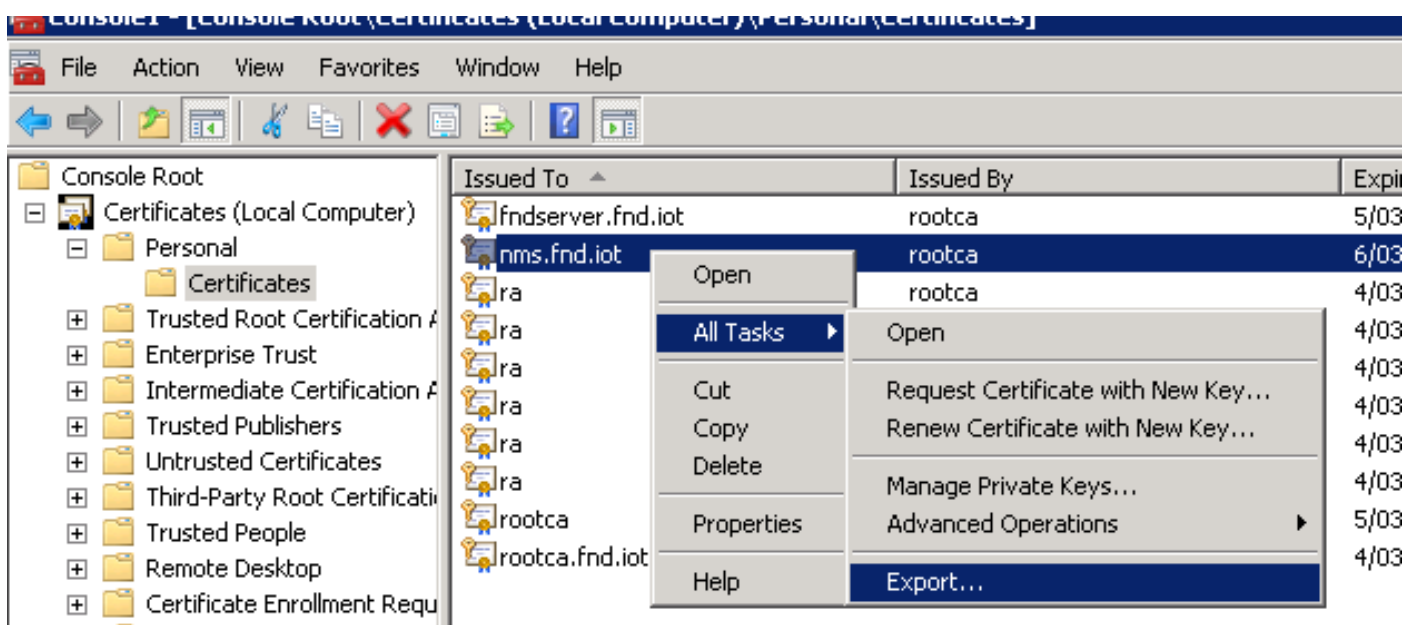 Console1 - [Console Root\Certificates (Local Computer)\Personal\Certificates]
File Action View Favorites Window Help
Console Root
Certificates (Local Computer)
Personal
Certificates
Trusted Root Certification A
Enterprise Trust
Intermediate Certification A
Trusted Publishers
Untrusted Certificates
Third-Party Root Certificati
Trusted People
Remote Desktop
Certificate Enrollment Requ
Issued To Issued By Expi
fndserver.fnd.iot rootca 5/03
nms.fnd.iot rootca 6/03
ra rootca 4/03
ra 4/03
ra 4/03
ra 4/03
ra 4/03
ra 4/03
rootca 5/03
rootca.fnd.iot 4/03
Open
All Tasks
Cut
Copy
Delete
Properties
Help
Open
Request Certificate with New Key...
Renew Certificate with New Key...
Manage Private Keys...
Advanced Operations
Export...